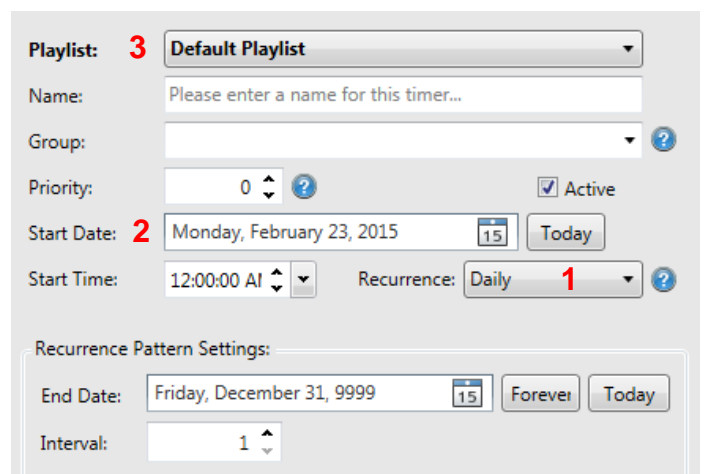 Playlist: 3 Default Playlist
Name: Please enter a name for this timer...
Group: ?
Priority: 0 ? Active
Start Date: 2 Monday, February 23, 2015 15 Today
Start Time: 12:00:00 AM Recurrence: Daily 1 ?
Recurrence Pattern Settings:
End Date: Friday, December 31, 9999 15 Forever Today
Interval: 1